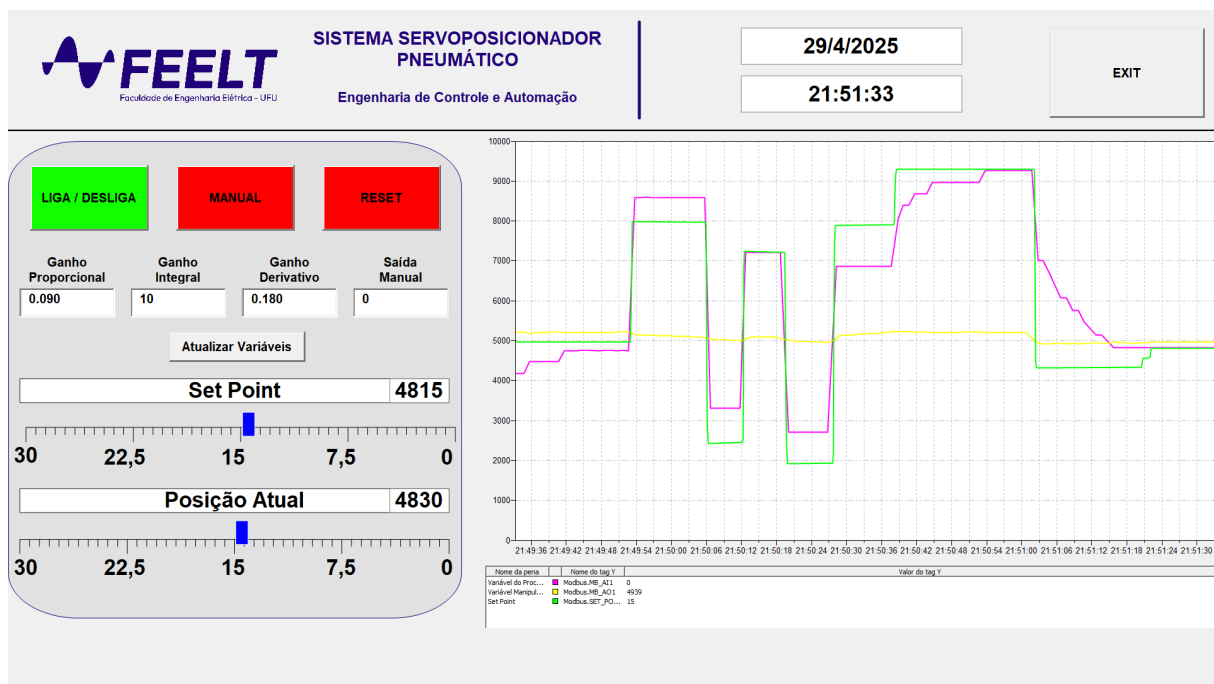 FEELT
Faculdade de Engenharia Elétrica - UFU
SISTEMA SERVOPOSICIONADOR
PNEUMÁTICO
Engenharia de Controle e Automação
29/4/2025
21:51:33
EXIT
LIGA / DESLIGA
MANUAL
RESET
Ganho Proporcional
Ganho Integral
Ganho Derivativo
Saída Manual
0.090
10
0.180
0
Atualizar Variáveis
Set Point 4815
30 22,5 15 7,5 0
Posição Atual 4830
30 22,5 15 7,5 0
10000
9000
8000
7000
6000
5000
4000
3000
2000
1000
0
21:49:36 21:49:42 21:49:48 21:49:54 21:50:00 21:50:06 21:50:12 21:50:18 21:50:24 21:50:30 21:50:36 21:50:42 21:50:48 21:50:54 21:51:00 21:51:06 21:51:12 21:51:18 21:51:24 21:51:30
Nome da pena Nome do tag Y Valor do tag Y
Variável do Proc... Modbus.MB_AI1 0
Variável Manipul... Modbus.MB_AO1 4939
Set Point Modbus.SET_PO... 15